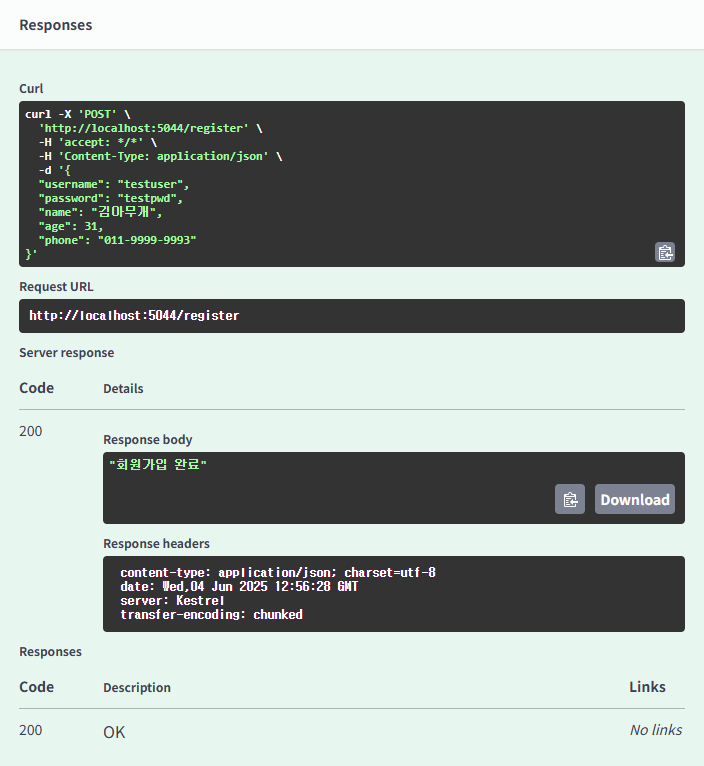 Responses
Curl
curl -X 'POST' \
  'http://localhost:5044/register' \
  -H 'accept: */*' \
  -H 'Content-Type: application/json' \
  -d '{
  "username": "testuser",
  "password": "testpwd",
  "name": "김아무개",
  "age": 31,
  "phone": "011-9999-9993"
}'
Request URL
http://localhost:5044/register
Server response
Code Details
200
Response body
"회원가입 완료"
Download
Response headers
content-type: application/json; charset=utf-8
date: Wed,04 Jun 2025 12:56:28 GMT
server: Kestrel
transfer-encoding: chunked
Responses
Code Description Links
200 OK No links